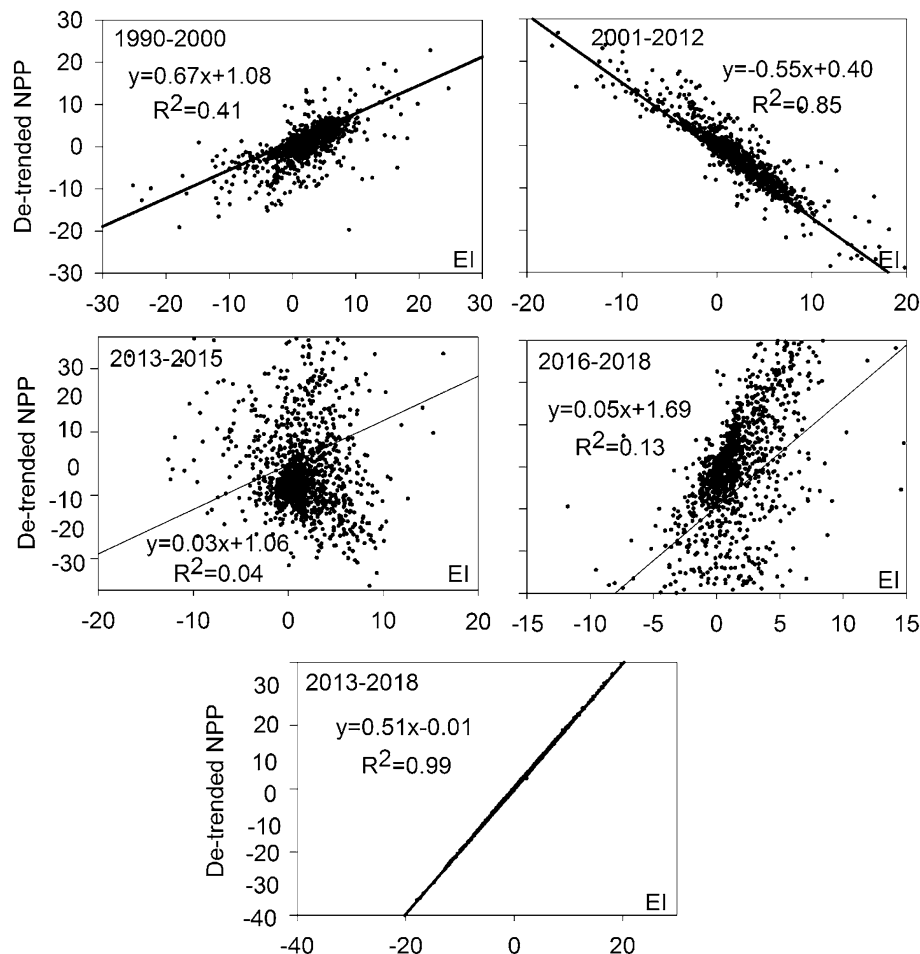 30
20
10
0
-10
-20
-30
De-trended NPP
1990-2000
y=0.67x+1.08
R2=0.41
EI
-30 -20 -10 0 10 20 30
2001-2012
y=-0.55x+0.40
R2=0.85
EI
-20 -10 0 10 20
30
20
10
0
-10
-20
-30
De-trended NPP
2013-2015
y=0.03x+1.06
R2=0.04
EI
-20 -10 0 10 20
2016-2018
y=0.05x+1.69
R2=0.13
EI
-15 -10 -5 0 5 10 15
30
20
10
0
-10
-20
-30
-40
De-trended NPP
2013-2018
y=0.51x-0.01
R2=0.99
EI
-40 -20 0 20